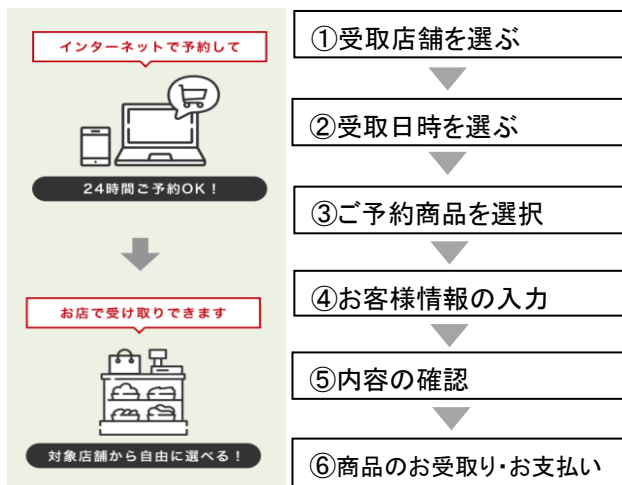 インターネットで予約して
24時間ご予約OK！
お店で受け取りできます
対象店舗から自由に選べる！
①受取店舗を選ぶ
②受取日時を選ぶ
③ご予約商品を選択
④お客様情報の入力
⑤内容の確認
⑥商品のお受取り・お支払い